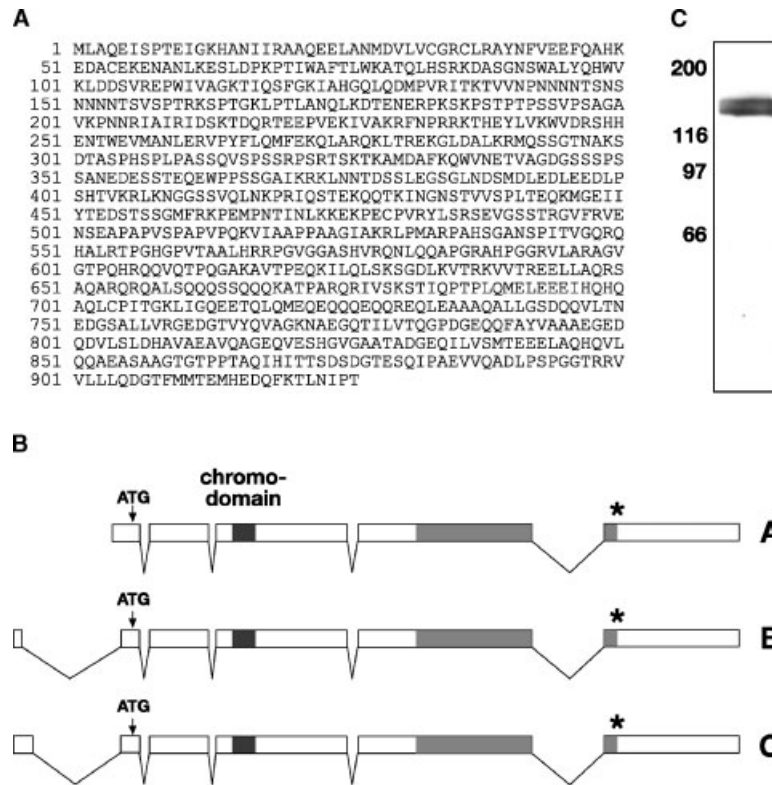 A
1 MLAQEISPTEIGKHANIIRAAQEELANMDVLVCGRCLRAYNFVEEFQAHK
51 EDACEKENANLKESLDPKPTIWAFTLWKATQLHSRKDASGNSWALYQHWV
101 KLDDSVREPWIVAGKTIQSFGKIAHGQLQDMPVRITKTVVNPNNNNTSNS
151 NNNNTSVSPTRKSPTGKLPTLANQLKDTENERPKSKPSTPTPSSVPSAGA
201 VKPNNRIAIRIDSKTDQRTEEPVEKIVAKRFNPRRKTHEYLVKWVDRSHH
251 ENTWEVMANLERVPYFLQMFEKQLARQKLTREKGLDALKRMQSSGTNAKS
301 DTASPHSPLPASSQVSPSSRPSRTSKTKAMDAFKQWVNETVAGDGSSSPS
351 SANEDESSTEQEWPPSSGAIKRKLNNTDSSLEGSGLNDSMDLEDLEEDLP
401 SHTVKRLKNGGSSVQLNKPRIQSTEKQQTKINGNSTVVSPLTEQKMGEII
451 YTEDSTSSGMFRKPEMPNTINLKKEKPECPVRYLSRSEVGSSTRGVFRVE
501 NSEAPAPVSPAPVPQKVIAAPPAAGIAKRLPMARPAHSGANSPITVGQRQ
551 HALRTPGHGPVTAALHRRPGVGGASHVRQNLQQAPGRAHPGGRVLARAGV
601 GTPQHRQQVQTPQGAKAVTPEQKILQLSKSGDLKVTRKVVTREELLAQRS
651 AQARQRQALSQQQSSQQQKATPARQRIVSKSTIQPTPLQMELEEEIHQHQ
701 AQLCPITGKLIGQEETQLQMEQEQQQEQQREQLEAAAQALLGSDQQVLTN
751 EDGSALLVRGEDGTVYQVAGKNAEGQTILVTQGPDGEQQFAYVAAAEGED
801 QDVLSLDHAVAEAVQAGEQVESHGVGAATADGEQILVSMTEEELAQHQVL
851 QQAEASAAGTGTPPTAQIHITTSDSDGTESQIPAEVVQADLPSPGGTRRV
901 VLLLQDGTFMMTEMHEDQFKTLNIPT
C
200
116
97
66
B
chromo-
domain
ATG
*
A
ATG
*
ATG
*